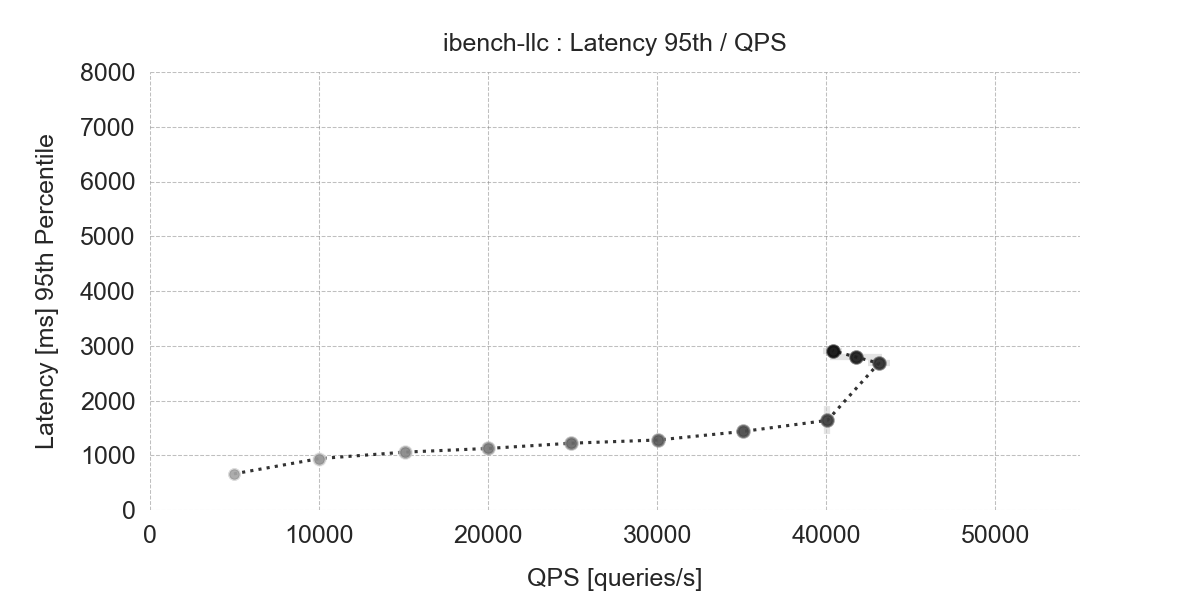 ibench-llc : Latency 95th / QPS
Latency [ms] 95th Percentile
8000
7000
6000
5000
4000
3000
2000
1000
0
0 10000 20000 30000 40000 50000
QPS [queries/s]